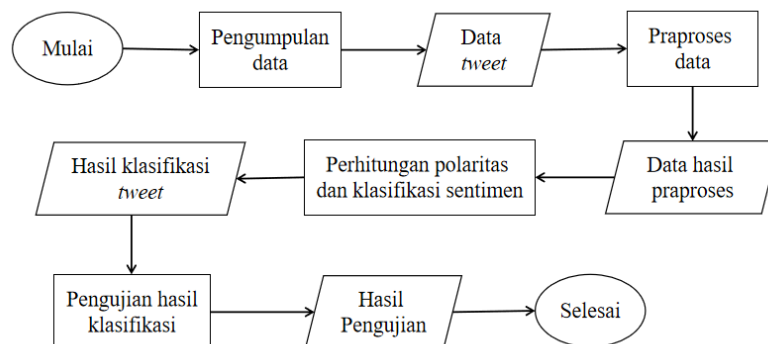 Mulai
Pengumpulan
data
Data
tweet
Praproses
data
Data hasil
praproses
Perhitungan polaritas
dan klasifikasi sentimen
Hasil klasifikasi
tweet
Pengujian hasil
klasifikasi
Hasil
Pengujian
Selesai